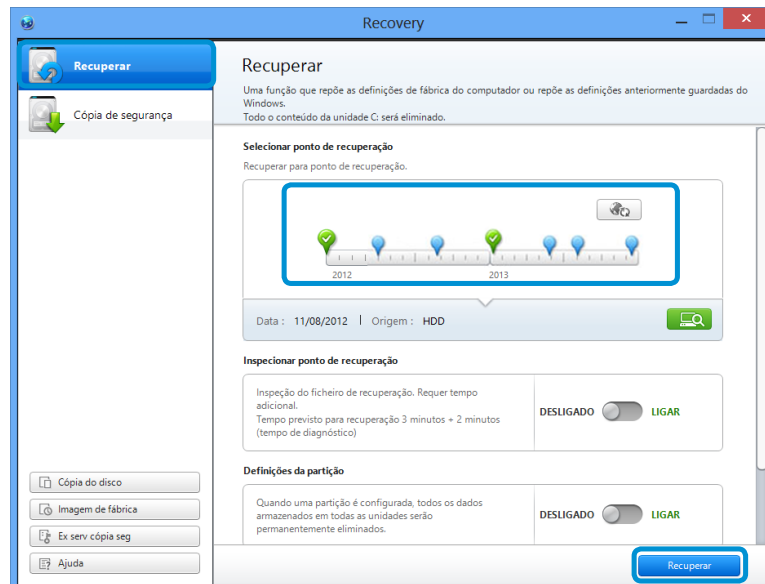 Recovery
Recuperar
Cópia de segurança
Recuperar
Uma função que repõe as definições de fábrica do computador ou repõe as definições anteriormente guardadas do
Windows.
Todo o conteúdo da unidade C: será eliminado.
Selecionar ponto de recuperação
Recuperar para ponto de recuperação.
2012 2013
Data : 11/08/2012 | Origem : HDD
Inspecionar ponto de recuperação
Inspeção do ficheiro de recuperação. Requer tempo
adicional.
Tempo previsto para recuperação 3 minutos + 2 minutos
(tempo de diagnóstico)
DESLIGADO LIGAR
Definições da partição
Quando uma partição é configurada, todos os dados
armazenados em todas as unidades serão
permanentemente eliminados.
DESLIGADO LIGAR
Cópia do disco
Imagem de fábrica
Ex serv cópia seg
Ajuda
Recuperar